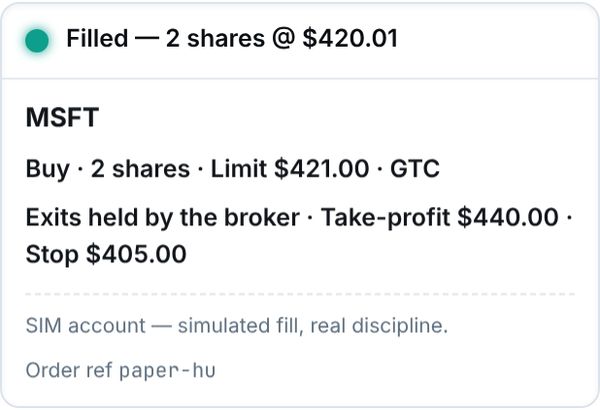 Filled — 2 shares @ $420.01
MSFT
Buy · 2 shares · Limit $421.00 · GTC
Exits held by the broker · Take-profit $440.00 ·
Stop $405.00
SIM account — simulated fill, real discipline.
Order ref paper-hu